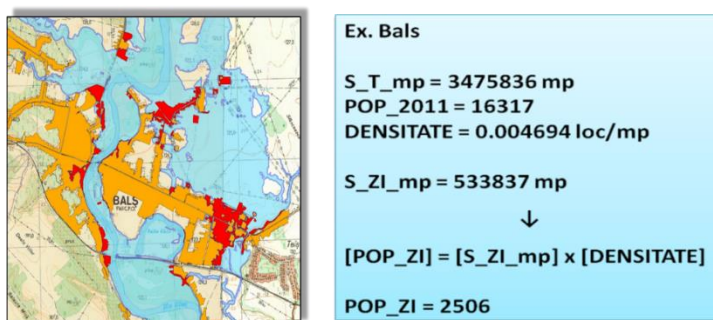 BALS
Ex. Bals
S_T_mp = 3475836 mp
POP_2011 = 16317
DENSITATE = 0.004694 loc/mp
S_ZI_mp = 533837 mp
↓
[POP_ZI] = [S_ZI_mp] x [DENSITATE]
POP_ZI = 2506